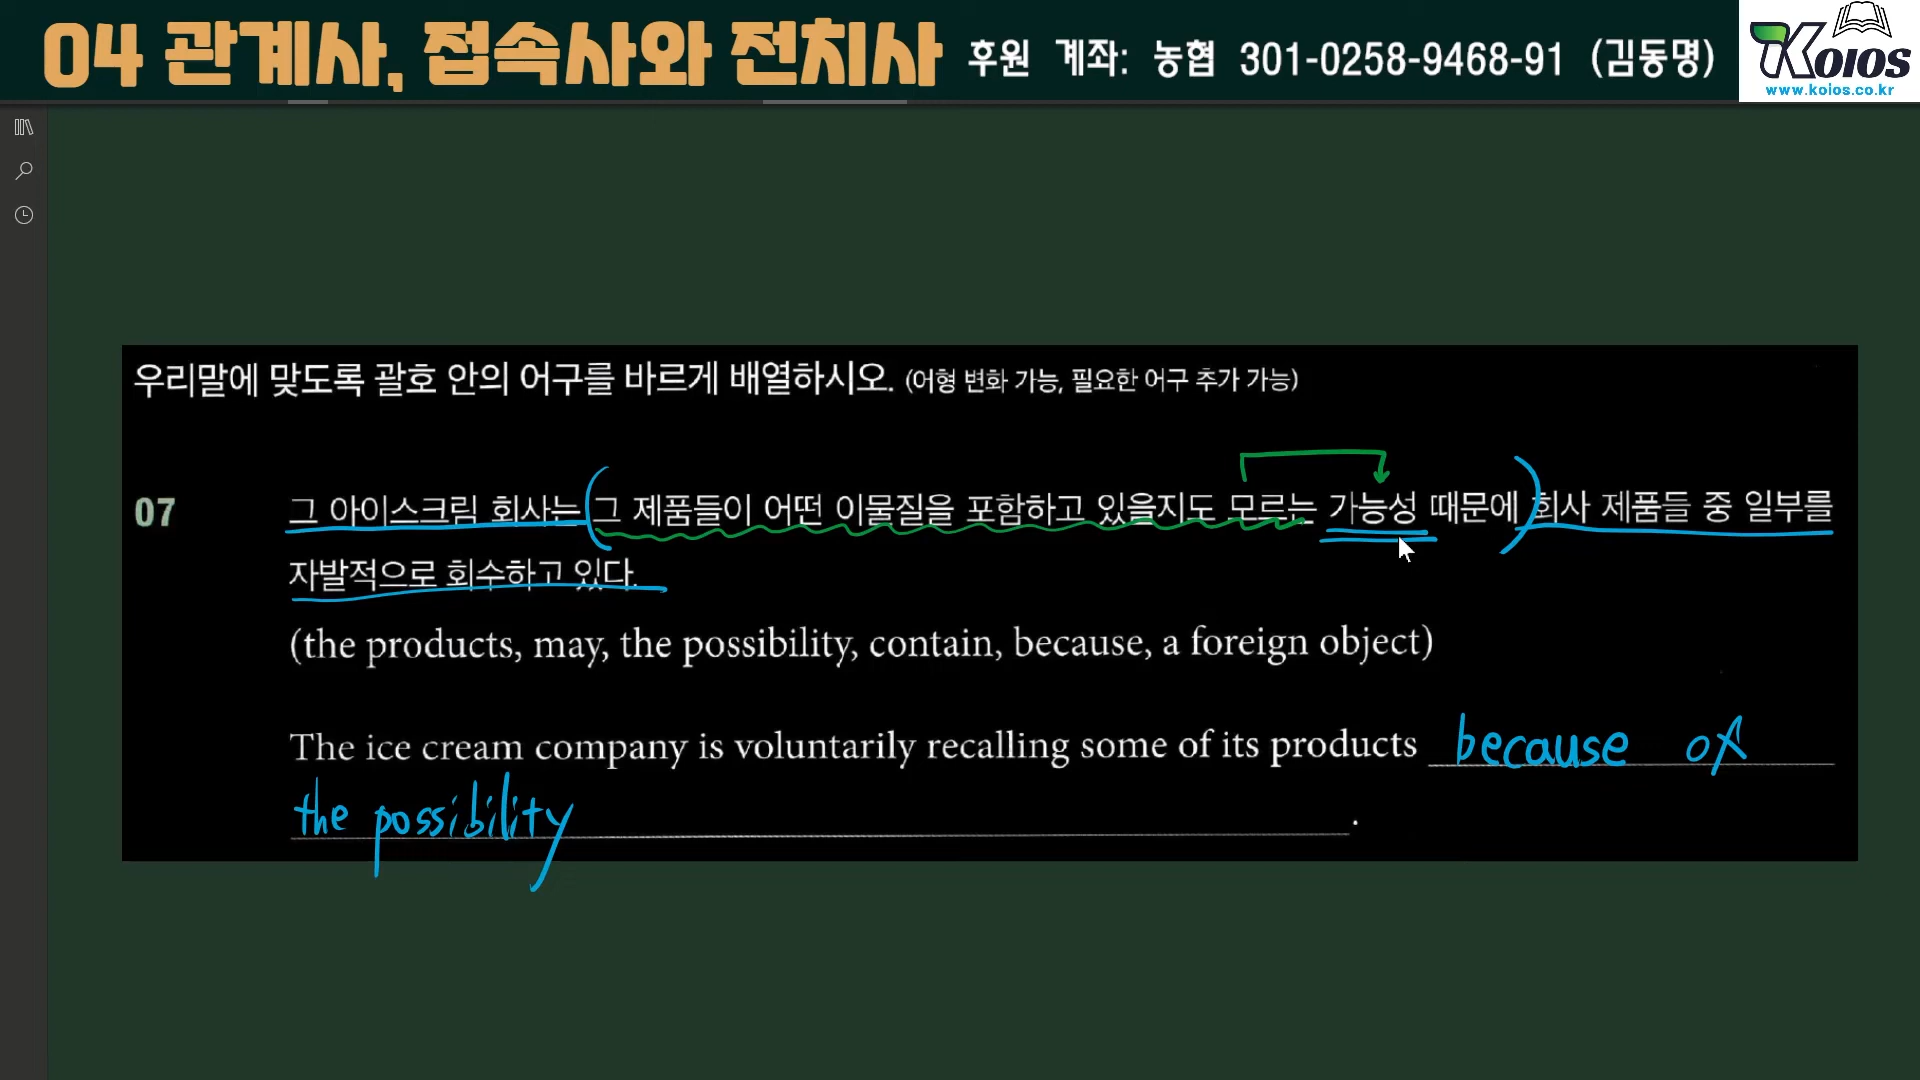 04 관계사, 접속사와 전치사 후원 계좌: 농협 301-0258-9468-91 (김동명)
KOIOS
www.koios.co.kr
우리말에 맞도록 괄호 안의 어구를 바르게 배열하시오. (어형 변화 가능, 필요한 어구 추가 가능)
07 그 아이스크림 회사는 그 제품들이 어떤 이물질을 포함하고 있을지도 모르는 가능성 때문에 회사 제품들 중 일부를
자발적으로 회수하고 있다.
(the products, may, the possibility, contain, because, a foreign object)
The ice cream company is voluntarily recalling some of its products because of
the possibility .